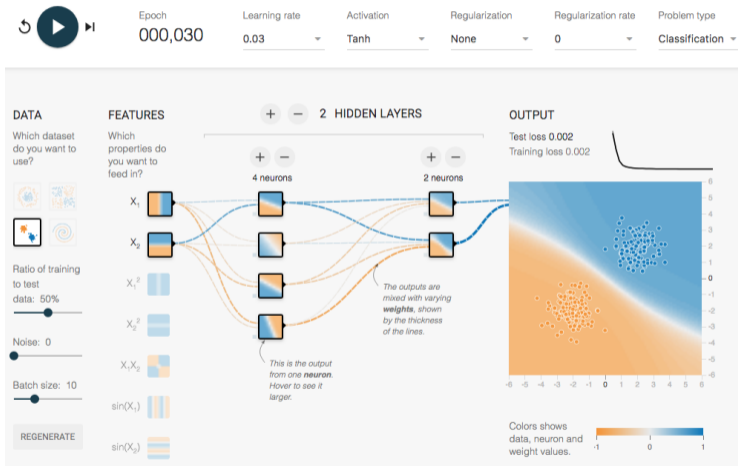 Epoch
000,030
Learning rate
0.03
Activation
Tanh
Regularization
None
Regularization rate
0
Problem type
Classification
DATA
Which dataset
do you want to
use?
Ratio of training
to test
data: 50%
Noise: 0
Batch size: 10
REGENERATE
FEATURES
Which
properties do
you want to
feed in?
X₁
X₂
X₁²
X₂²
X₁X₂
sin(X₁)
sin(X₂)
+ − 2 HIDDEN LAYERS
+ −
4 neurons
+ −
2 neurons
The outputs are
mixed with varying
weights, shown
by the thickness
of the lines.
This is the output
from one neuron.
Hover to see it
larger.
OUTPUT
Test loss 0.002
Training loss 0.002
6
5
4
3
2
1
0
-1
-2
-3
-4
-5
-6
-6 -5 -4 -3 -2 -1 0 1 2 3 4 5 6
Colors shows
data, neuron and
weight values.
-1 0 1